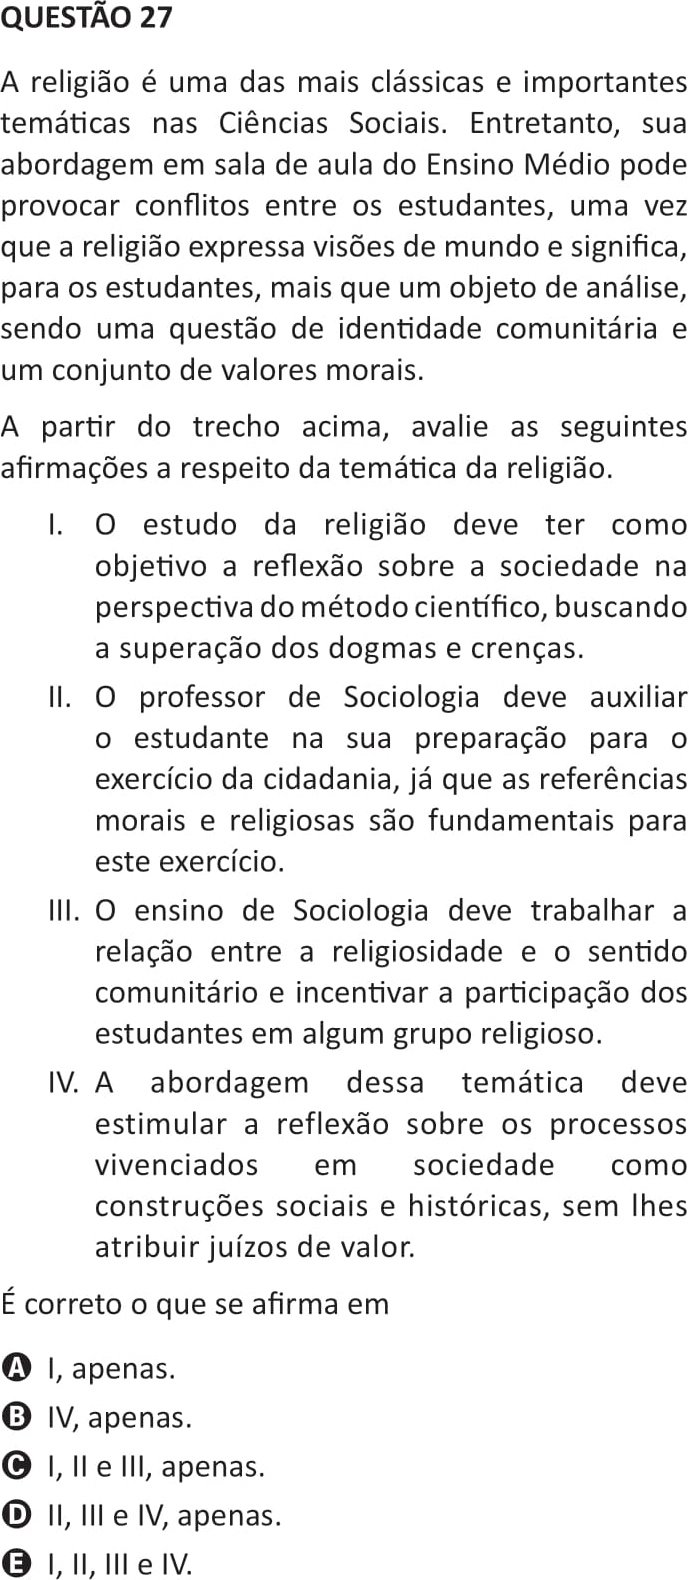 QUESTÃO 27
A religião é uma das mais clássicas e importantes
temáticas nas Ciências Sociais. Entretanto, sua
abordagem em sala de aula do Ensino Médio pode
provocar conflitos entre os estudantes, uma vez
que a religião expressa visões de mundo e significa,
para os estudantes, mais que um objeto de análise,
sendo uma questão de identidade comunitária e
um conjunto de valores morais.
A partir do trecho acima, avalie as seguintes
afirmações a respeito da temática da religião.
I. O estudo da religião deve ter como
objetivo a reflexão sobre a sociedade na
perspectiva do método científico, buscando
a superação dos dogmas e crenças.
II. O professor de Sociologia deve auxiliar
o estudante na sua preparação para o
exercício da cidadania, já que as referências
morais e religiosas são fundamentais para
este exercício.
III. O ensino de Sociologia deve trabalhar a
relação entre a religiosidade e o sentido
comunitário e incentivar a participação dos
estudantes em algum grupo religioso.
IV. A abordagem dessa temática deve
estimular a reflexão sobre os processos
vivenciados em sociedade como
construções sociais e históricas, sem lhes
atribuir juízos de valor.
É correto o que se afirma em
A I, apenas.
B IV, apenas.
C I, II e III, apenas.
D II, III e IV, apenas.
E I, II, III e IV.